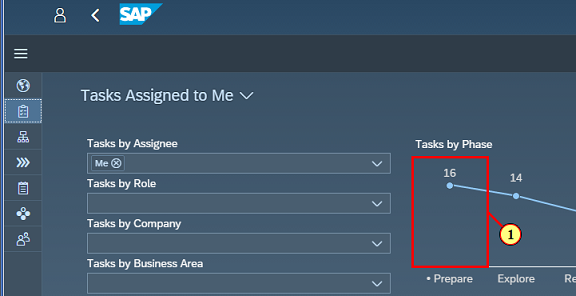 SAP
Tasks Assigned to Me
Tasks by Assignee
Me
Tasks by Role
Tasks by Company
Tasks by Business Area
Tasks by Phase
16
14
1
• Prepare
Explore
Re